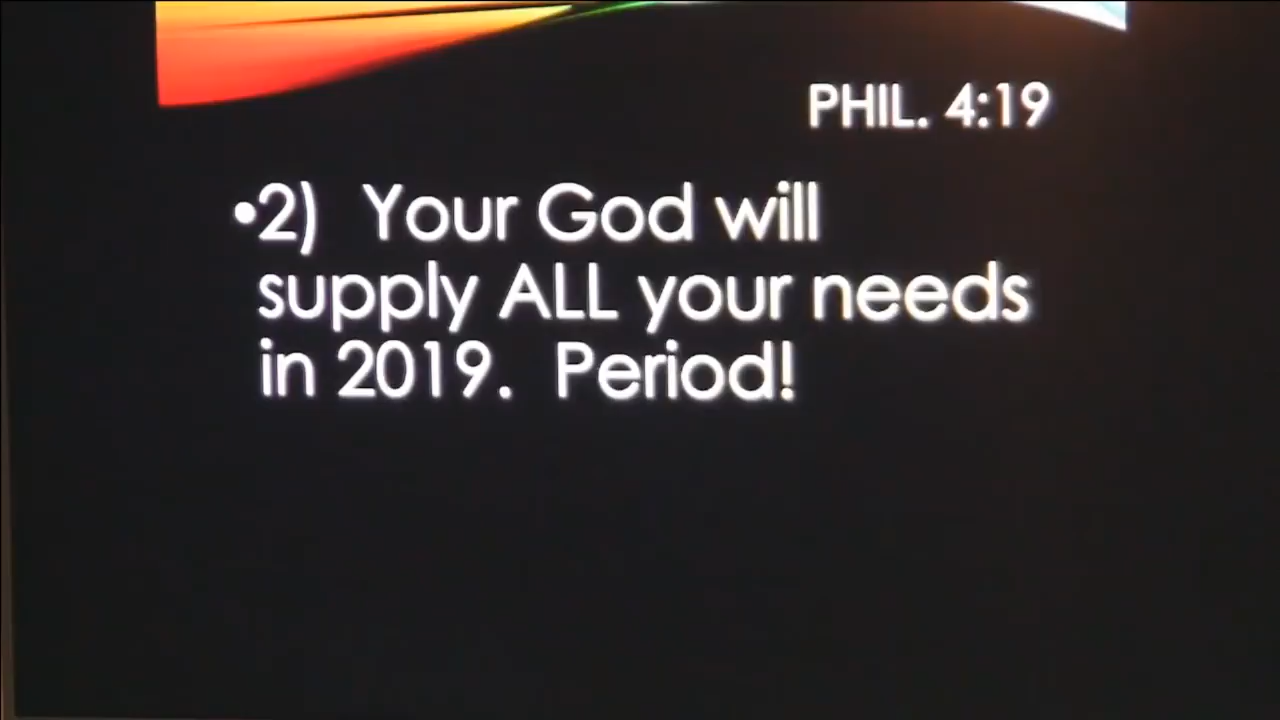 PHIL. 4:19
•2)  Your God will
supply ALL your needs
in 2019.  Period!